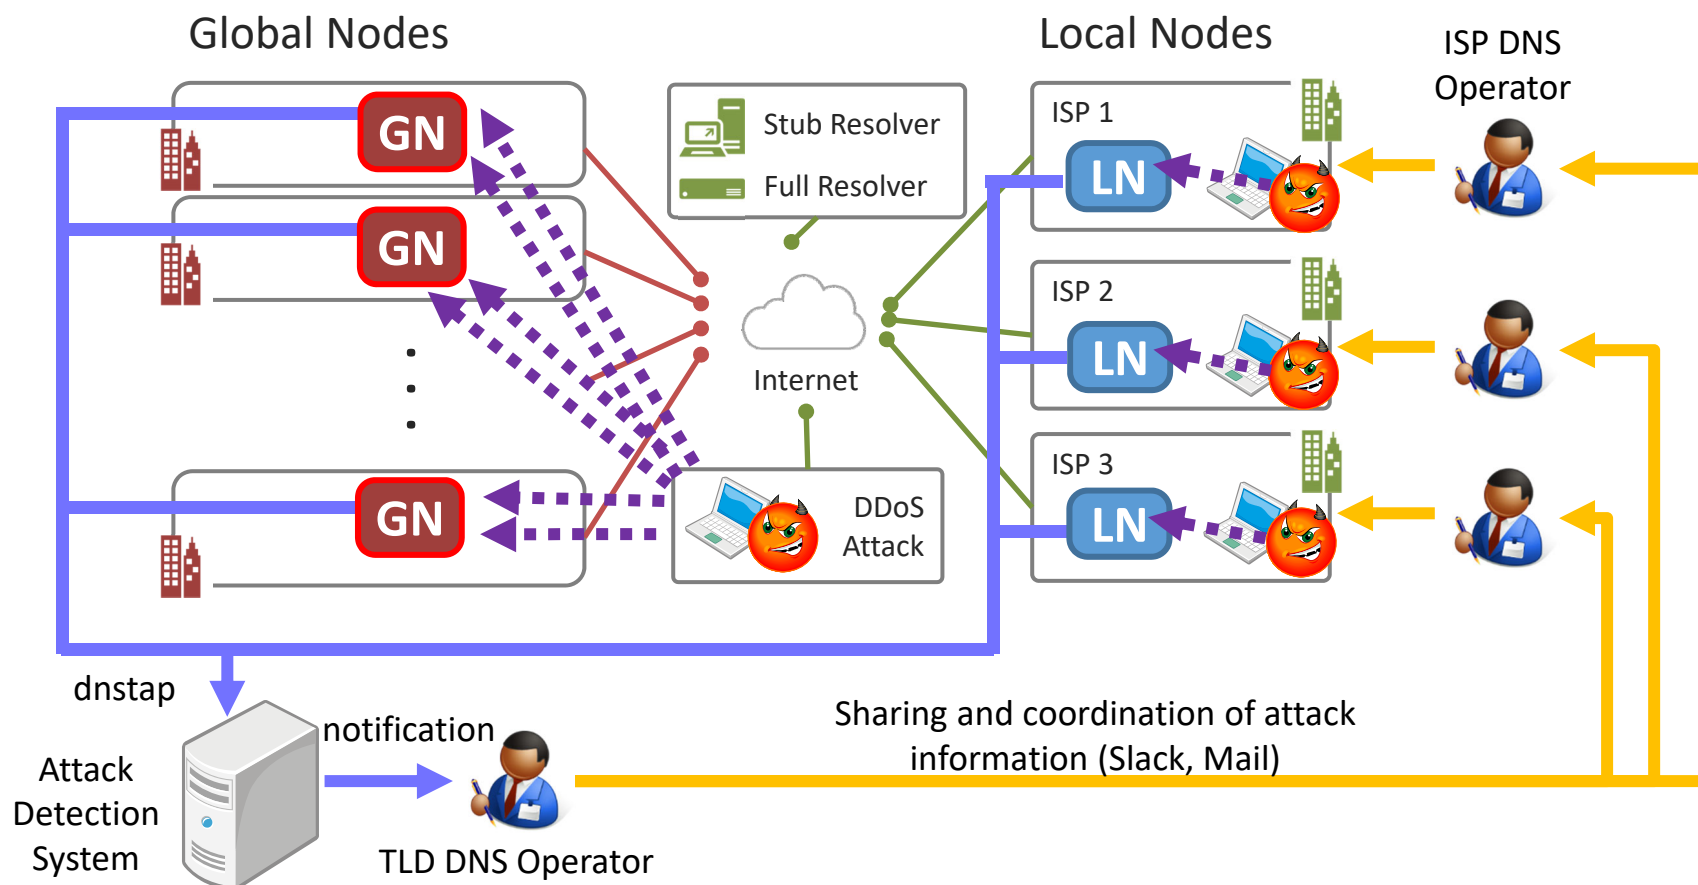 Global Nodes
Local Nodes
ISP DNS
Operator
GN
GN
GN
Stub Resolver
Full Resolver
Internet
DDoS
Attack
ISP 1
LN
ISP 2
LN
ISP 3
LN
dnstap
notification
Attack
Detection
System
TLD DNS Operator
Sharing and coordination of attack
information (Slack, Mail)